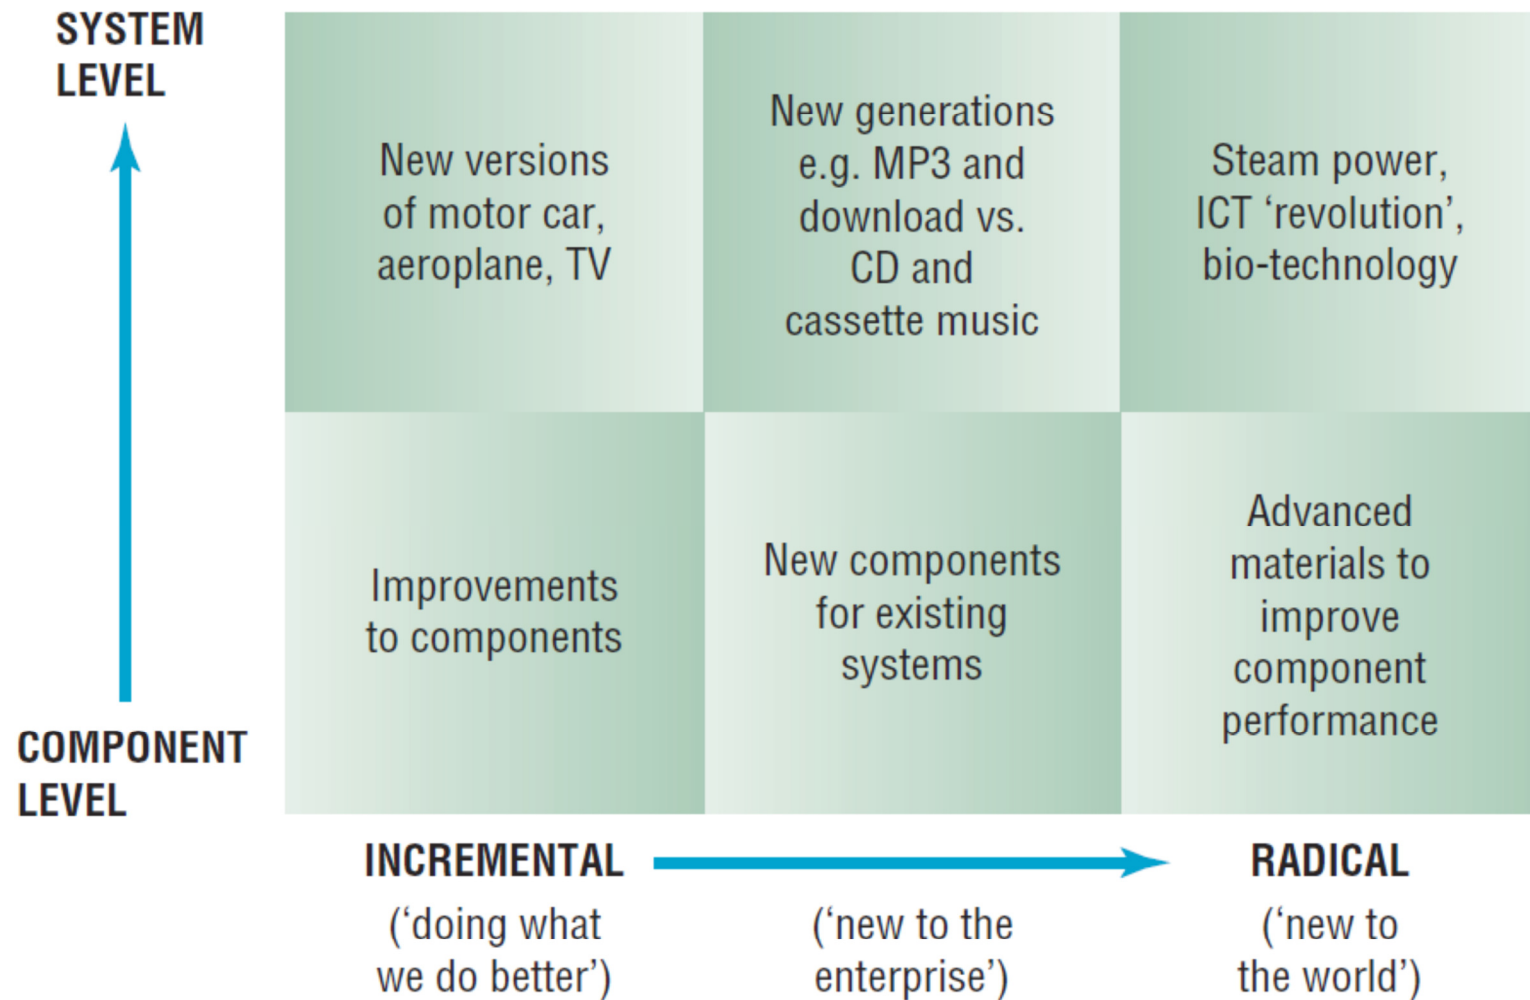 SYSTEM
LEVEL
New versions
of motor car,
aeroplane, TV
New generations
e.g. MP3 and
download vs.
CD and
cassette music
Steam power,
ICT ‘revolution’,
bio-technology
Improvements
to components
New components
for existing
systems
Advanced
materials to
improve
component
performance
COMPONENT
LEVEL
INCREMENTAL
RADICAL
(‘doing what
we do better’)
(‘new to the
enterprise’)
(‘new to
the world’)